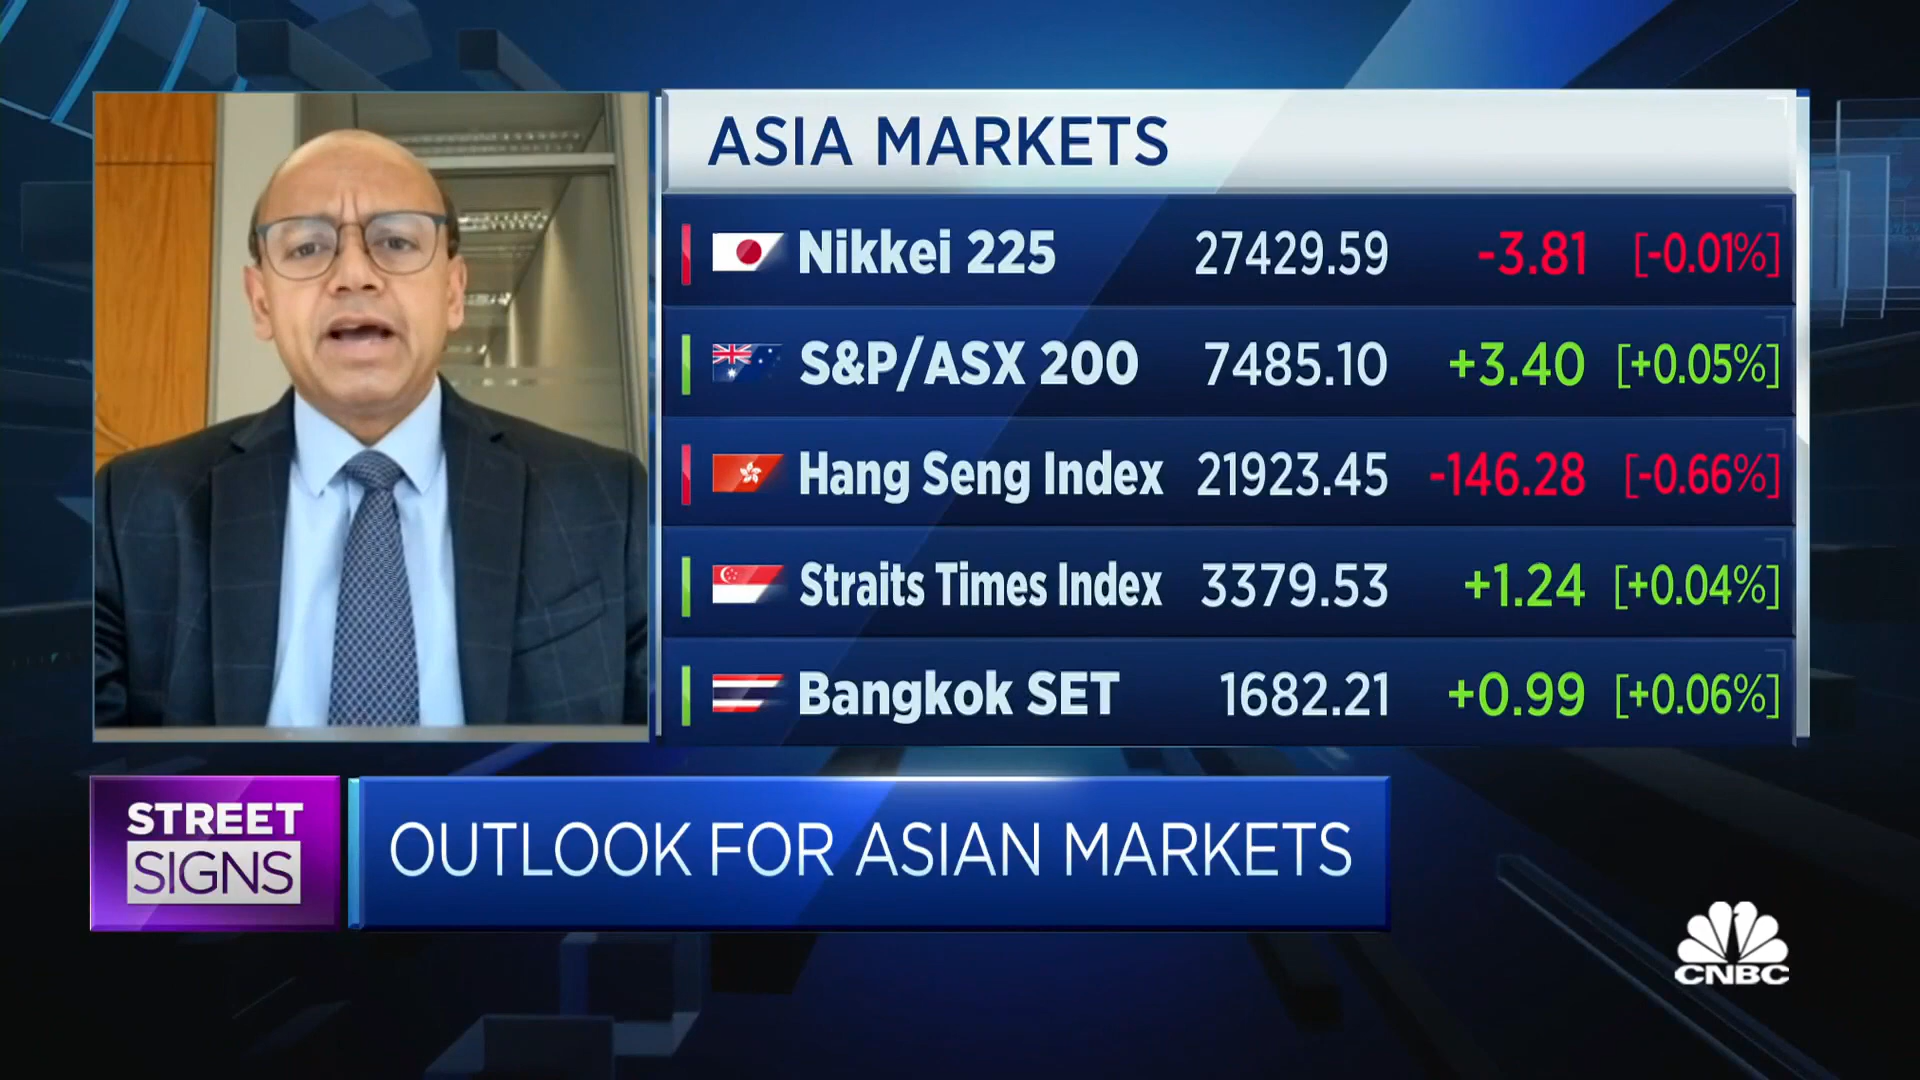 ASIA MARKETS
Nikkei 225 27429.59 -3.81 [-0.01%]
S&P/ASX 200 7485.10 +3.40 [+0.05%]
Hang Seng Index 21923.45 -146.28 [-0.66%]
Straits Times Index 3379.53 +1.24 [+0.04%]
Bangkok SET 1682.21 +0.99 [+0.06%]
STREET
SIGNS
OUTLOOK FOR ASIAN MARKETS
CNBC